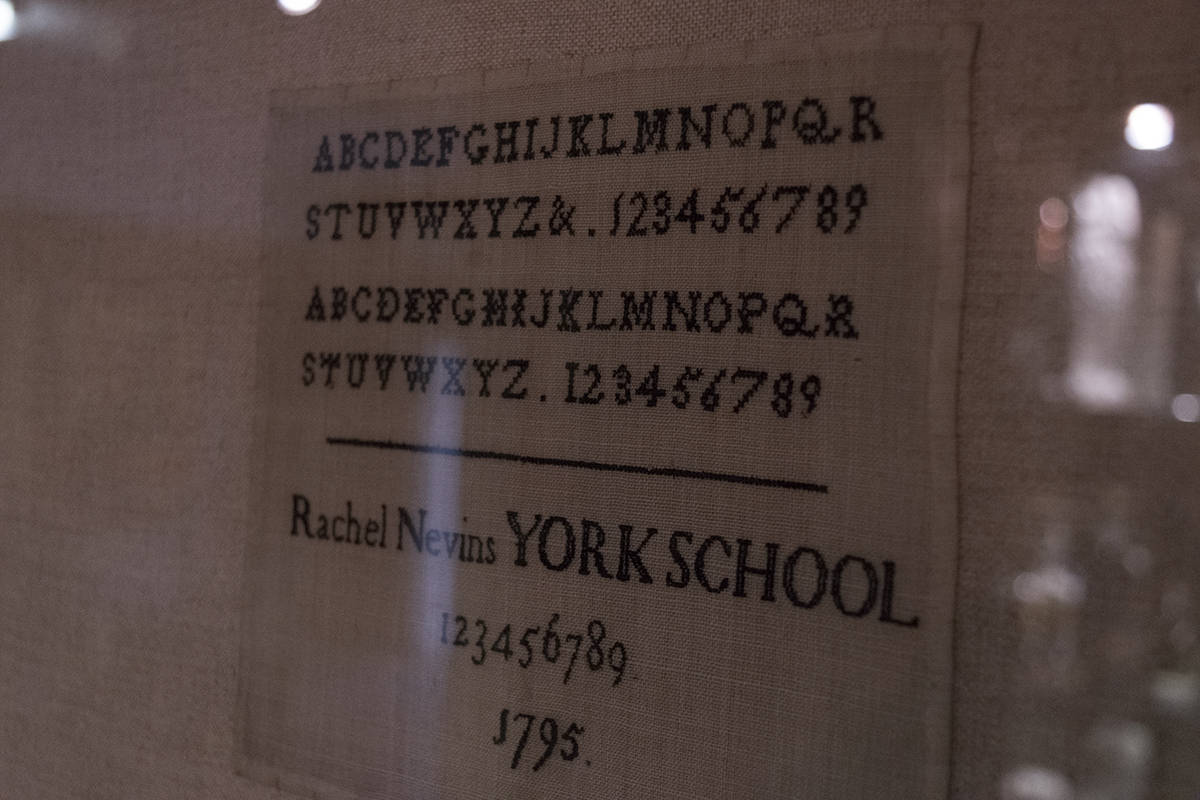 ABCDEFGHIJKLMNOPQR
STUVWXYZ&.123456789
ABCDEFGHIJKLMNOPQR
STUVWXYZ.123456789
Rachel Nevins YORK SCHOOL
123456789
1795.